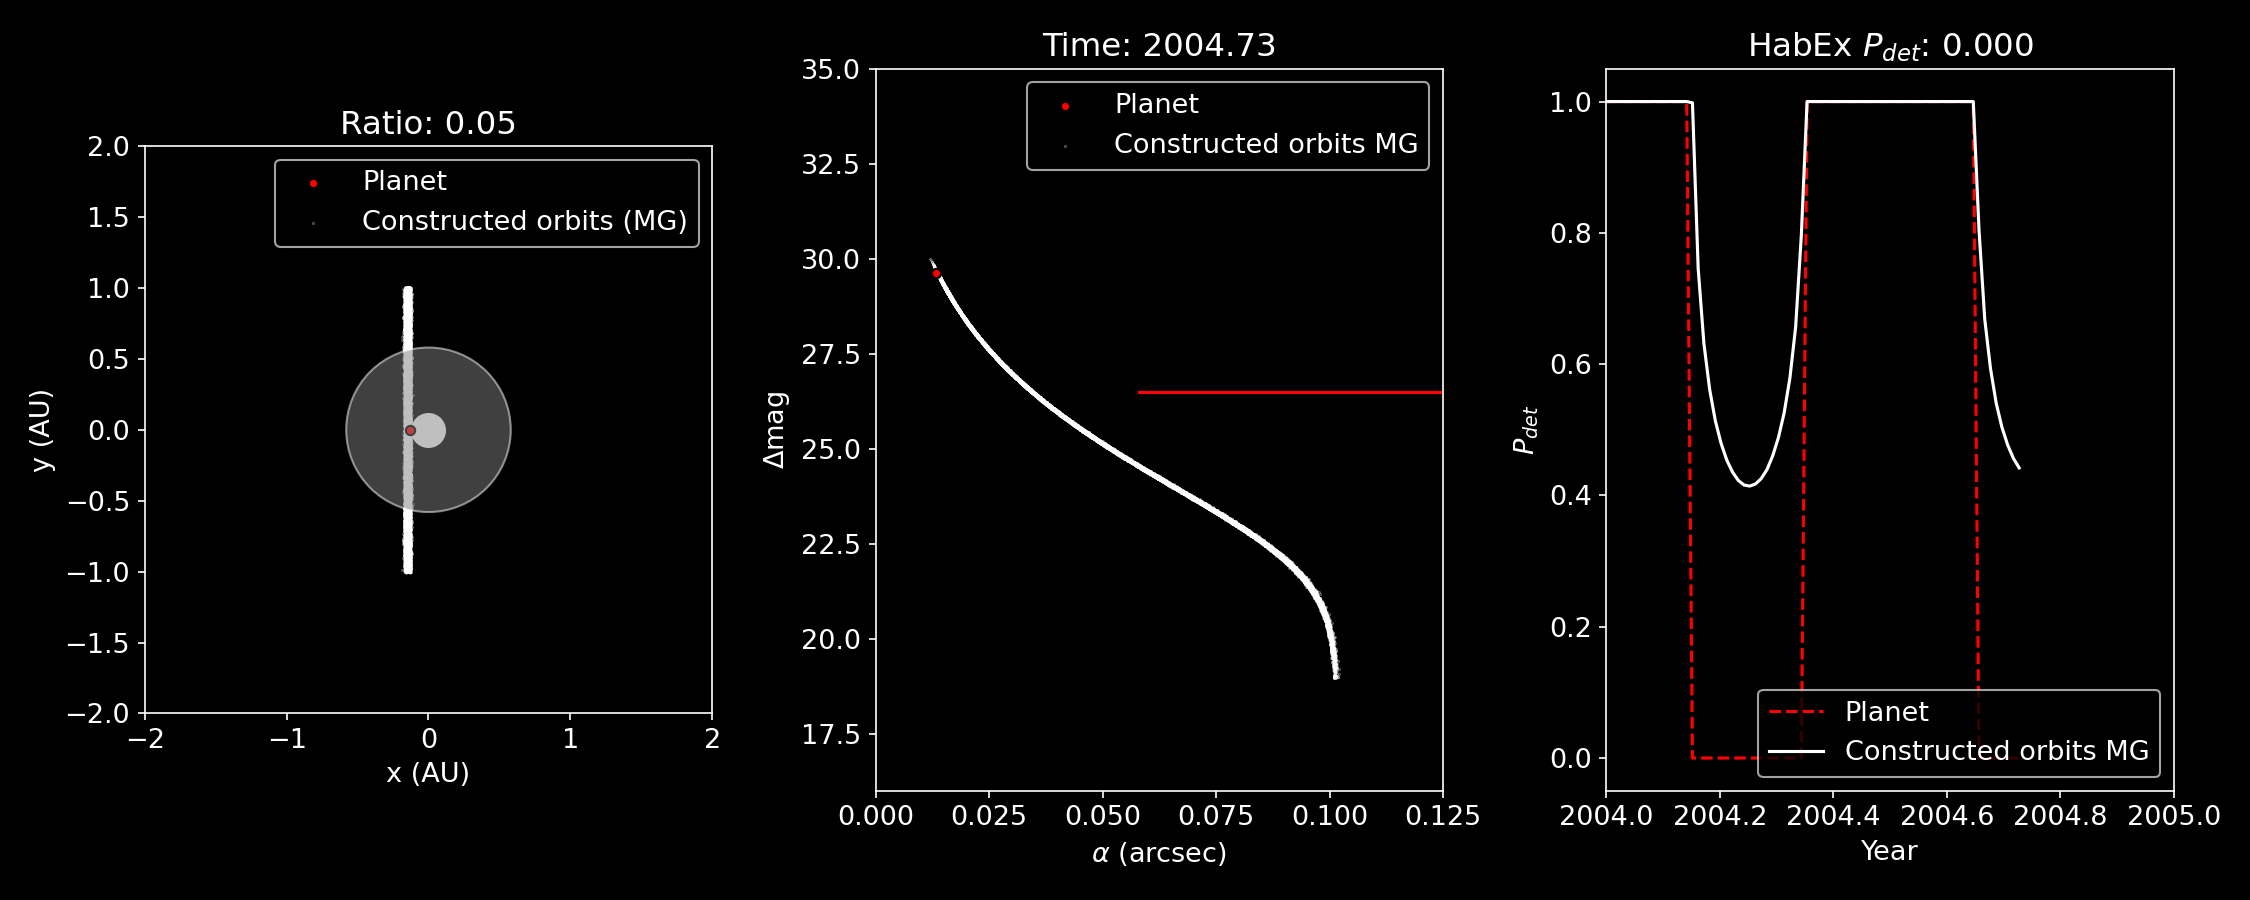 Ratio: 0.05
2.0
1.5
1.0
0.5
0.0
−0.5
−1.0
−1.5
−2.0
−2
−1
0
1
2
x (AU)
y (AU)
Planet
Constructed orbits (MG)
Time: 2004.73
35.0
32.5
30.0
27.5
25.0
22.5
20.0
17.5
0.000
0.025
0.050
0.075
0.100
0.125
α (arcsec)
Δmag
Planet
Constructed orbits MG
HabEx P_det: 0.000
1.0
0.8
0.6
0.4
0.2
0.0
2004.0
2004.2
2004.4
2004.6
2004.8
2005.0
Year
P_det
Planet
Constructed orbits MG